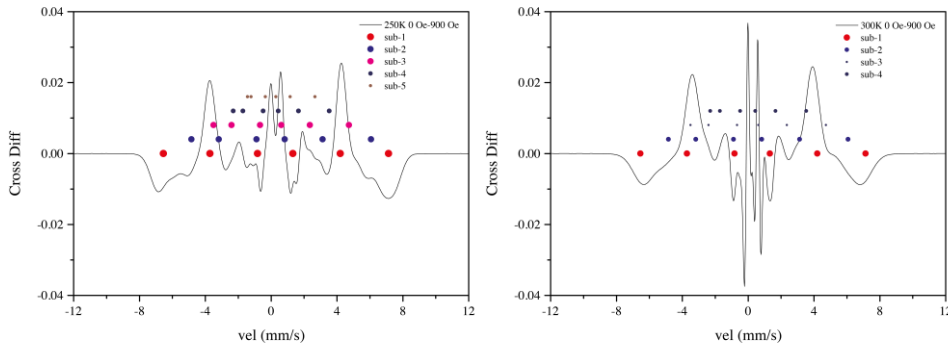 0.04
0.02
0.00
-0.02
-0.04
Cross Diff
250K 0 Oe-900 Oe
sub-1
sub-2
sub-3
sub-4
sub-5
-12
-8
-4
0
4
8
12
vel (mm/s)
0.04
0.02
0.00
-0.02
-0.04
Cross Diff
300K 0 Oe-900 Oe
sub-1
sub-2
sub-3
sub-4
-12
-8
-4
0
4
8
12
vel (mm/s)